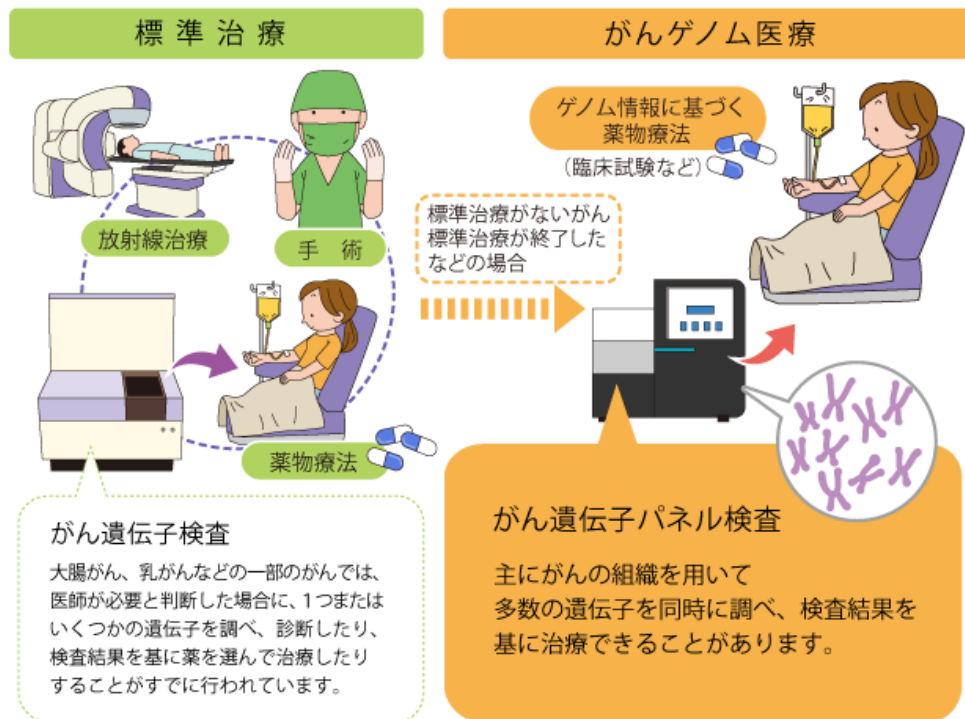 標準治療
放射線治療
手術
薬物療法
がん遺伝子検査
大腸がん、乳がんなどの一部のがんでは、
医師が必要と判断した場合に、1つまたは
いくつかの遺伝子を調べ、診断したり、
検査結果を基に薬を選んで治療したり
することがすでに行われています。
標準治療がないがん
標準治療が終了した
などの場合
がんゲノム医療
ゲノム情報に基づく
薬物療法
（臨床試験など）
がん遺伝子パネル検査
主にがんの組織を用いて
多数の遺伝子を同時に調べ、検査結果を
基に治療できることがあります。